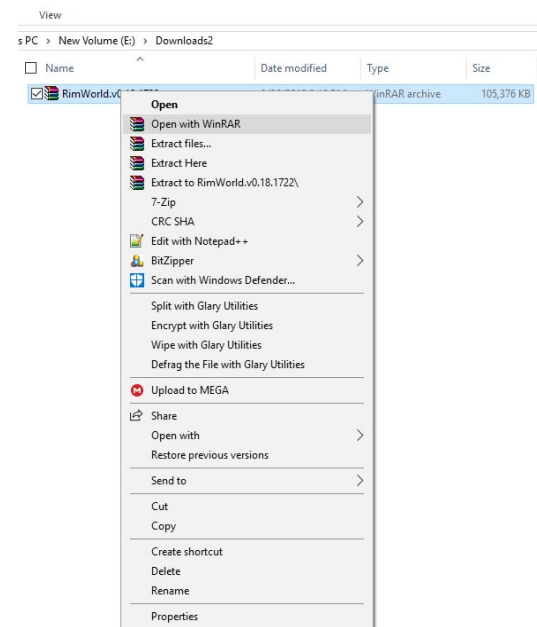 View
s PC > New Volume (E:) > Downloads2
Name Date modified Type Size
RimWorld.v0 WinRAR archive 105,376 KB
Open
Open with WinRAR
Extract files...
Extract Here
Extract to RimWorld.v0.18.1722\
7-Zip
CRC SHA
Edit with Notepad++
BitZipper
Scan with Windows Defender...
Split with Glary Utilities
Encrypt with Glary Utilities
Wipe with Glary Utilities
Defrag the File with Glary Utilities
Upload to MEGA
Share
Open with
Restore previous versions
Send to
Cut
Copy
Create shortcut
Delete
Rename
Properties